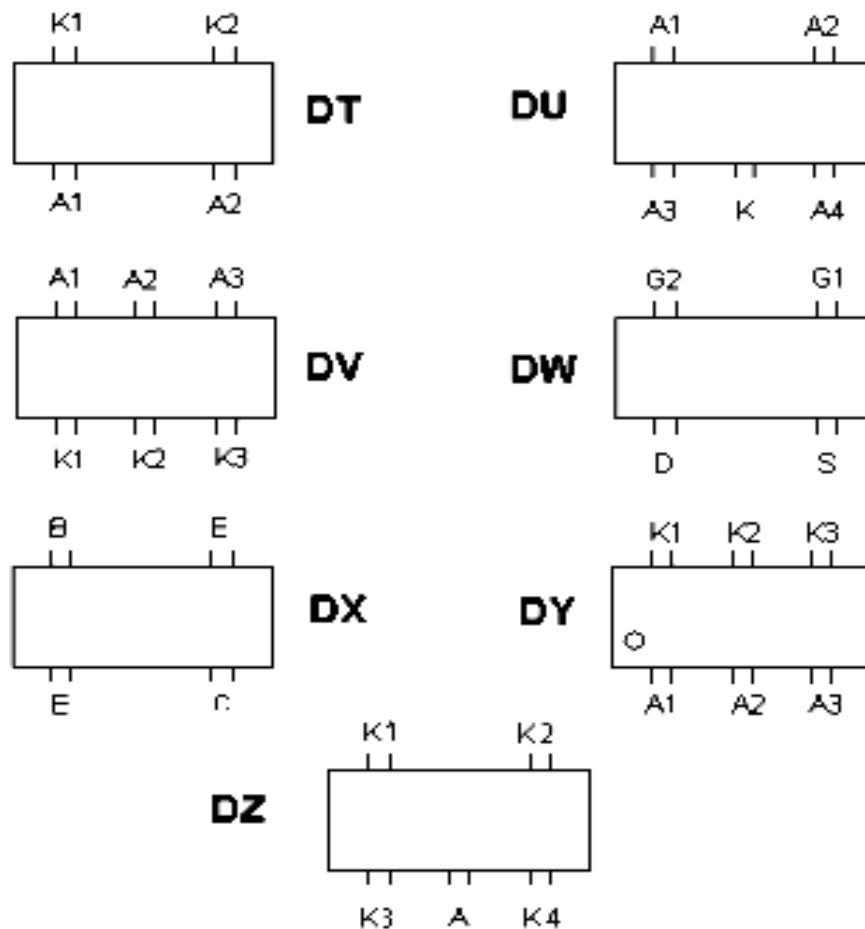 K1 K2
DT
A1 A2
A1 A2
DU
A3 K A4
A1 A2 A3
DV
K1 K2 K3
G2 G1
DW
D S
B E
DX
E C
K1 K2 K3
DY
A1 A2 A3
K1 K2
DZ
K3 A K4